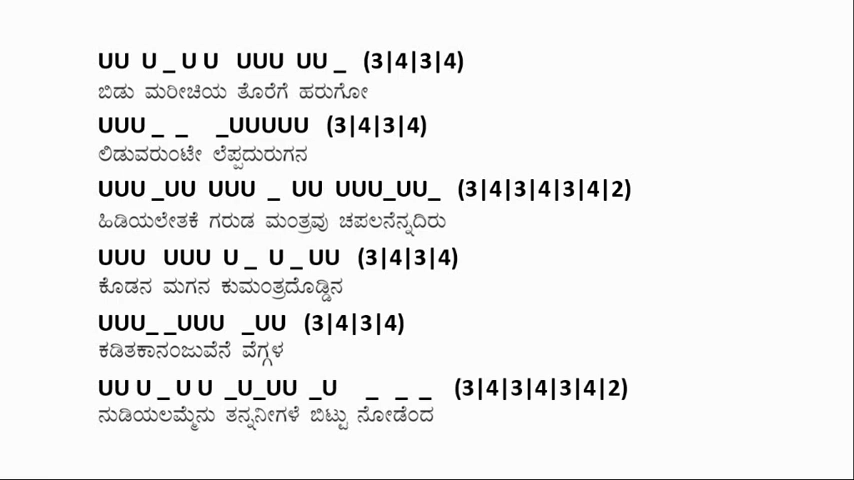 UU U _ U U UUU UU _ (3|4|3|4)
ಬಿಡು ಮರೀಚಿಯ ತೊರೆಗೆ ಹರುಗೋ
UUU _ _ _UUUUU (3|4|3|4)
ಲಿಡುವರುಂಟೇ ಲೆಪ್ಪದುರುಗನ
UUU _UU UUU _ UU UUU_UU_ (3|4|3|4|3|4|2)
ಹಿಡಿಯಲೇತಕೆ ಗರುಡ ಮಂತ್ರವು ಚಪಲನೆನ್ನದಿರು
UUU UUU U _ U _ UU (3|4|3|4)
ಕೊಡನ ಮಗನ ಕುಮಂತ್ರದೊಡ್ಡಿನ
UUU_ _UUU _UU (3|4|3|4)
ಕಡಿತಕಾನಂಜುವೆನೆ ವೆಗ್ಗಳ
UU U _ U U _U_UU _U _ _ _ (3|4|3|4|3|4|2)
ನುಡಿಯಲಮ್ಮೆನು ತನ್ನನೀಗಳೆ ಬಿಟ್ಟು ನೋಡೆಂದ